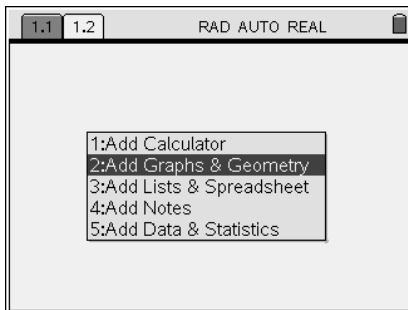 1.1 1.2 RAD AUTO REAL
1:Add Calculator
2:Add Graphs & Geometry
3:Add Lists & Spreadsheet
4:Add Notes
5:Add Data & Statistics